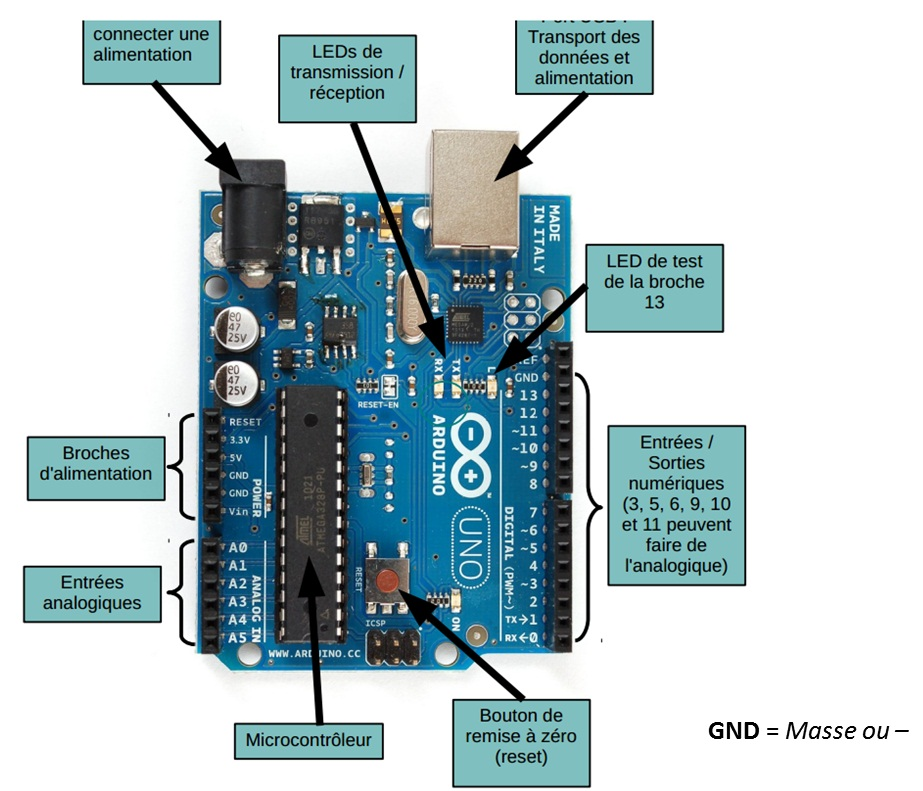 connecter une
alimentation
LEDs de
transmission /
réception
Transport des
données et
alimentation
MADE
IN ITALY
LED de test
de la broche
13
47
25V
47
25V
RX
TX
L
RESET-EN
ARDUINO
UNO
Broches
d'alimentation
RESET
3.3V
5V
GND
GND
Vin
POWER
Entrées
analogiques
A0
A1
A2
A3
A4
A5
ANALOG IN
ATMEL
ATMEGA328P-PU
1021
RESET
ICSP
ON
WWW.ARDUINO.CC
GND
13
12
~11
~10
~9
8
7
~6
~5
4
~3
2
TX→1
RX←0
DIGITAL (PWM~)
Entrées /
Sorties
numériques
(3, 5, 6, 9, 10
et 11 peuvent
faire de
l'analogique)
Microcontrôleur
Bouton de
remise à zéro
(reset)
GND = Masse ou –